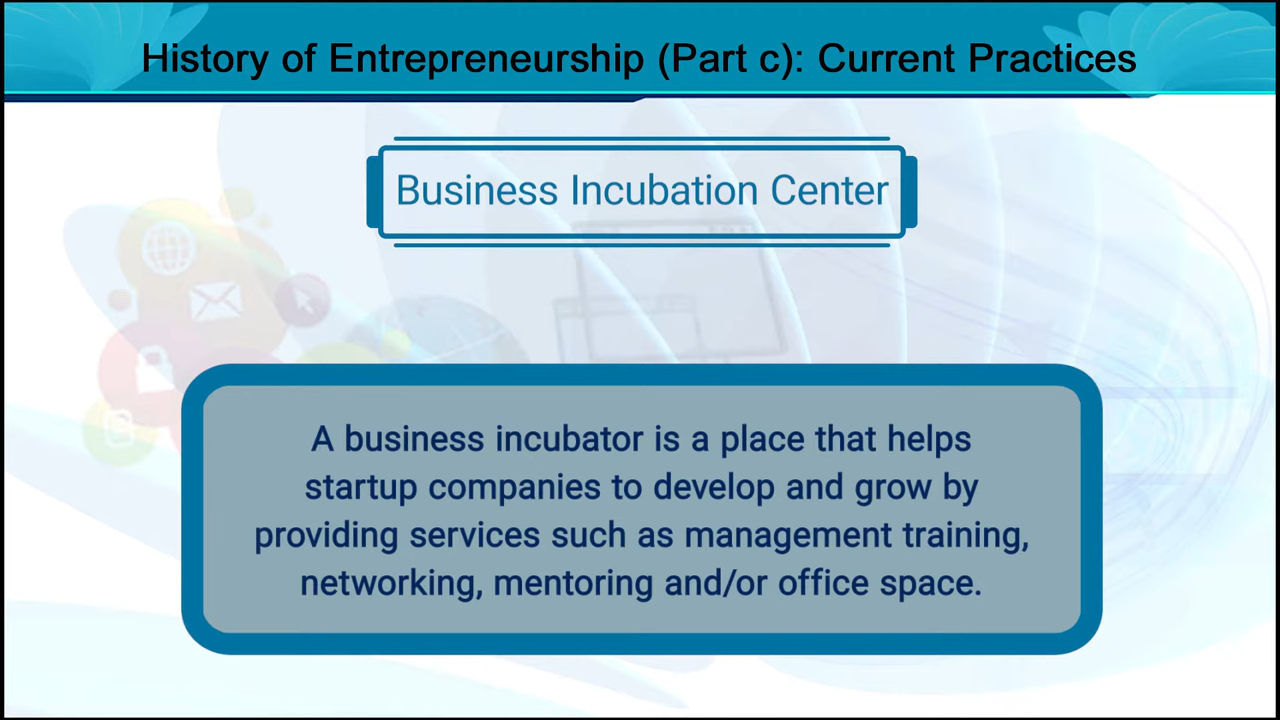 History of Entrepreneurship (Part c): Current Practices
Business Incubation Center
A business incubator is a place that helps
startup companies to develop and grow by
providing services such as management training,
networking, mentoring and/or office space.